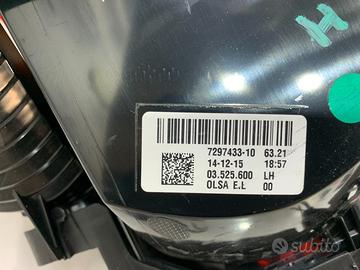 H
7297433-10 63.21
14-12-15 18:57
03.525.600 LH
OLSA E.Ł 00
subito